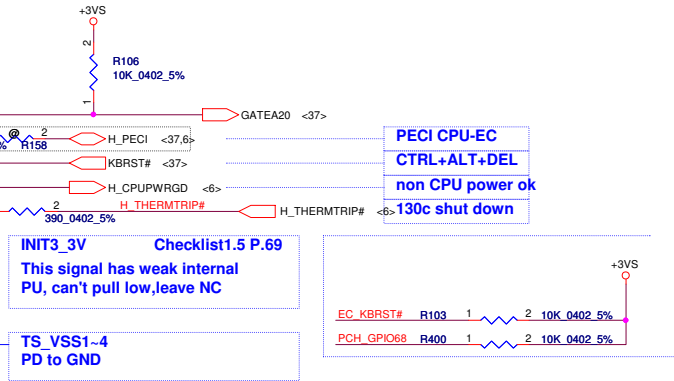 +3VS
2
R106
10K_0402_5%
1
GATEA20 <37>
@ 2
% R158
H_PECI <37,6>
PECI CPU-EC
KBRST# <37>
CTRL+ALT+DEL
H_CPUPWRGD <6>
non CPU power ok
2 H_THERMTRIP#
390_0402_5%
H_THERMTRIP# <6>
130c shut down
INIT3_3V Checklist1.5 P.69
This signal has weak internal
PU, can't pull low,leave NC
+3VS
EC_KBRST# R103 1 2 10K_0402_5%
PCH_GPIO68 R400 1 2 10K_0402_5%
TS_VSS1~4
PD to GND